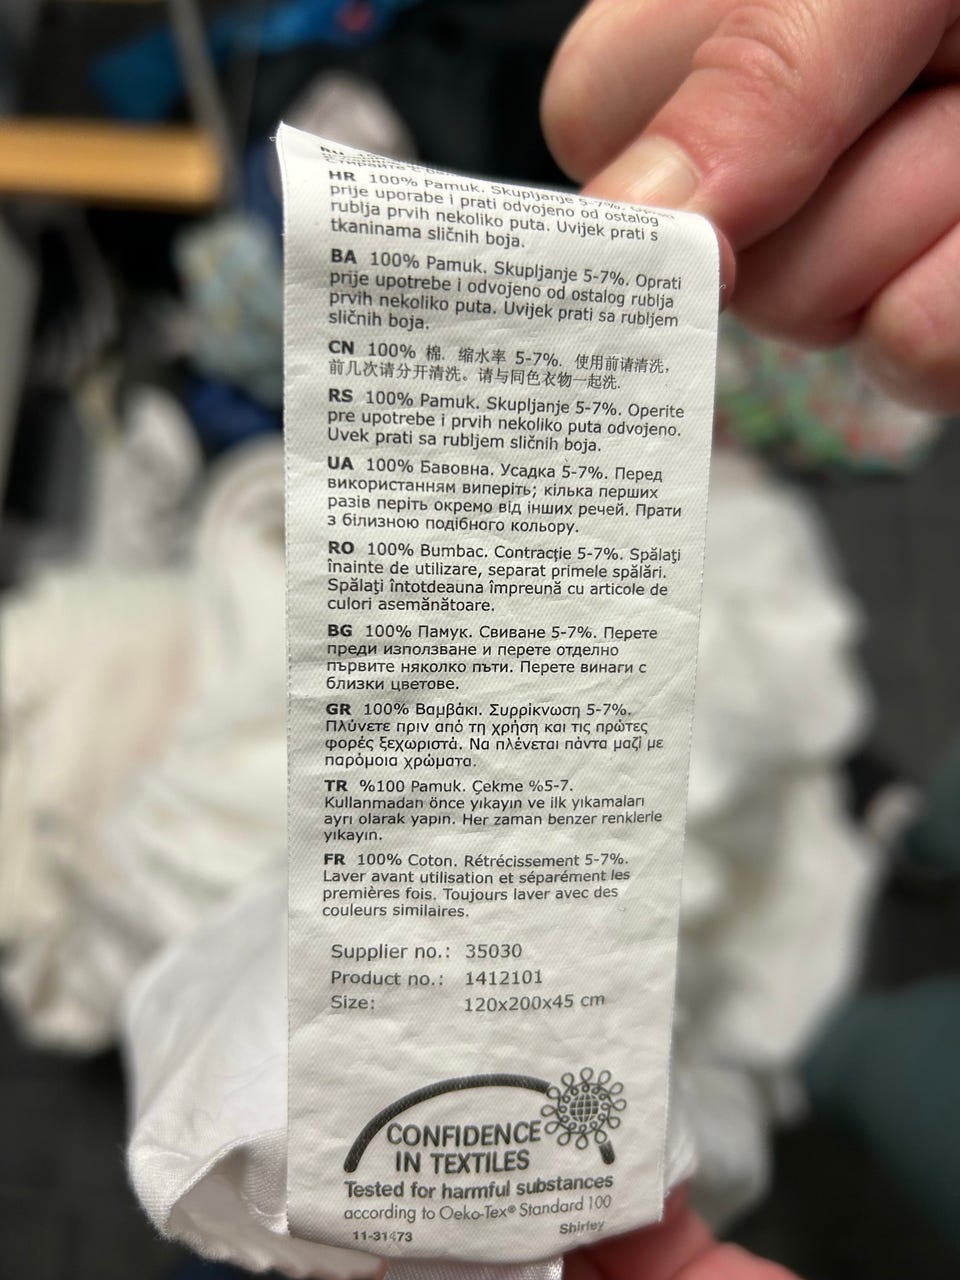 HR 100% Pamuk. Skupljanje 5-7%.
prije uporabe i prati odvojeno od ostalog
rublja prvih nekoliko puta. Uvijek prati s
tkaninama sličnih boja.
BA 100% Pamuk. Skupljanje 5-7%. Oprati
prije upotrebe i odvojeno od ostalog rublja
prvih nekoliko puta. Uvijek prati sa rubljem
sličnih boja.
CN 100% 棉. 缩水率 5-7%. 使用前请清洗,
前几次请分开清洗。请与同色衣物一起洗.
RS 100% Pamuk. Skupljanje 5-7%. Operite
pre upotrebe i prvih nekoliko puta odvojeno.
Uvek prati sa rubljem sličnih boja.
UA 100% Бавовна. Усадка 5-7%. Перед
використанням виперіть; кілька перших
разів періть окремо від інших речей. Прати
з білизною подібного кольору.
RO 100% Bumbac. Contracţie 5-7%. Spălaţi
înainte de utilizare, separat primele spălări.
Spălaţi întotdeauna împreună cu articole de
culori asemănătoare.
BG 100% Памук. Свиване 5-7%. Перете
преди използване и перете отделно
първите няколко пъти. Перете винаги с
близки цветове.
GR 100% Βαμβάκι. Συρρίκνωση 5-7%.
Πλύνετε πριν από τη χρήση και τις πρώτες
φορές ξεχωριστά. Να πλένεται πάντα μαζί με
παρόμοια χρώματα.
TR %100 Pamuk. Çekme %5-7.
Kullanmadan önce yıkayın ve ilk yıkamaları
ayrı olarak yapın. Her zaman benzer renklerle
yıkayın.
FR 100% Coton. Rétrécissement 5-7%.
Laver avant utilisation et séparément les
premières fois. Toujours laver avec des
couleurs similaires.
Supplier no.: 35030
Product no.: 1412101
Size: 120x200x45 cm
CONFIDENCE
IN TEXTILES
Tested for harmful substances
according to Oeko-Tex® Standard 100
11-31473 Shirley